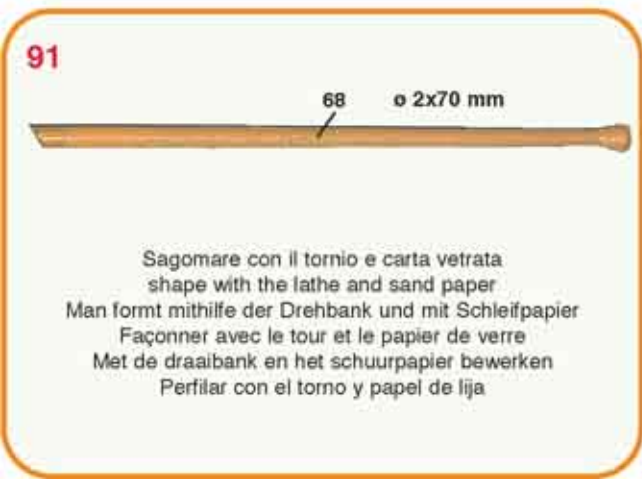 91
68 ø 2x70 mm
Sagomare con il tornio e carta vetrata
shape with the lathe and sand paper
Man formt mithilfe der Drehbank und mit Schleifpapier
Façonner avec le tour et le papier de verre
Met de draaibank en het schuurpapier bewerken
Perfilar con el torno y papel de lija